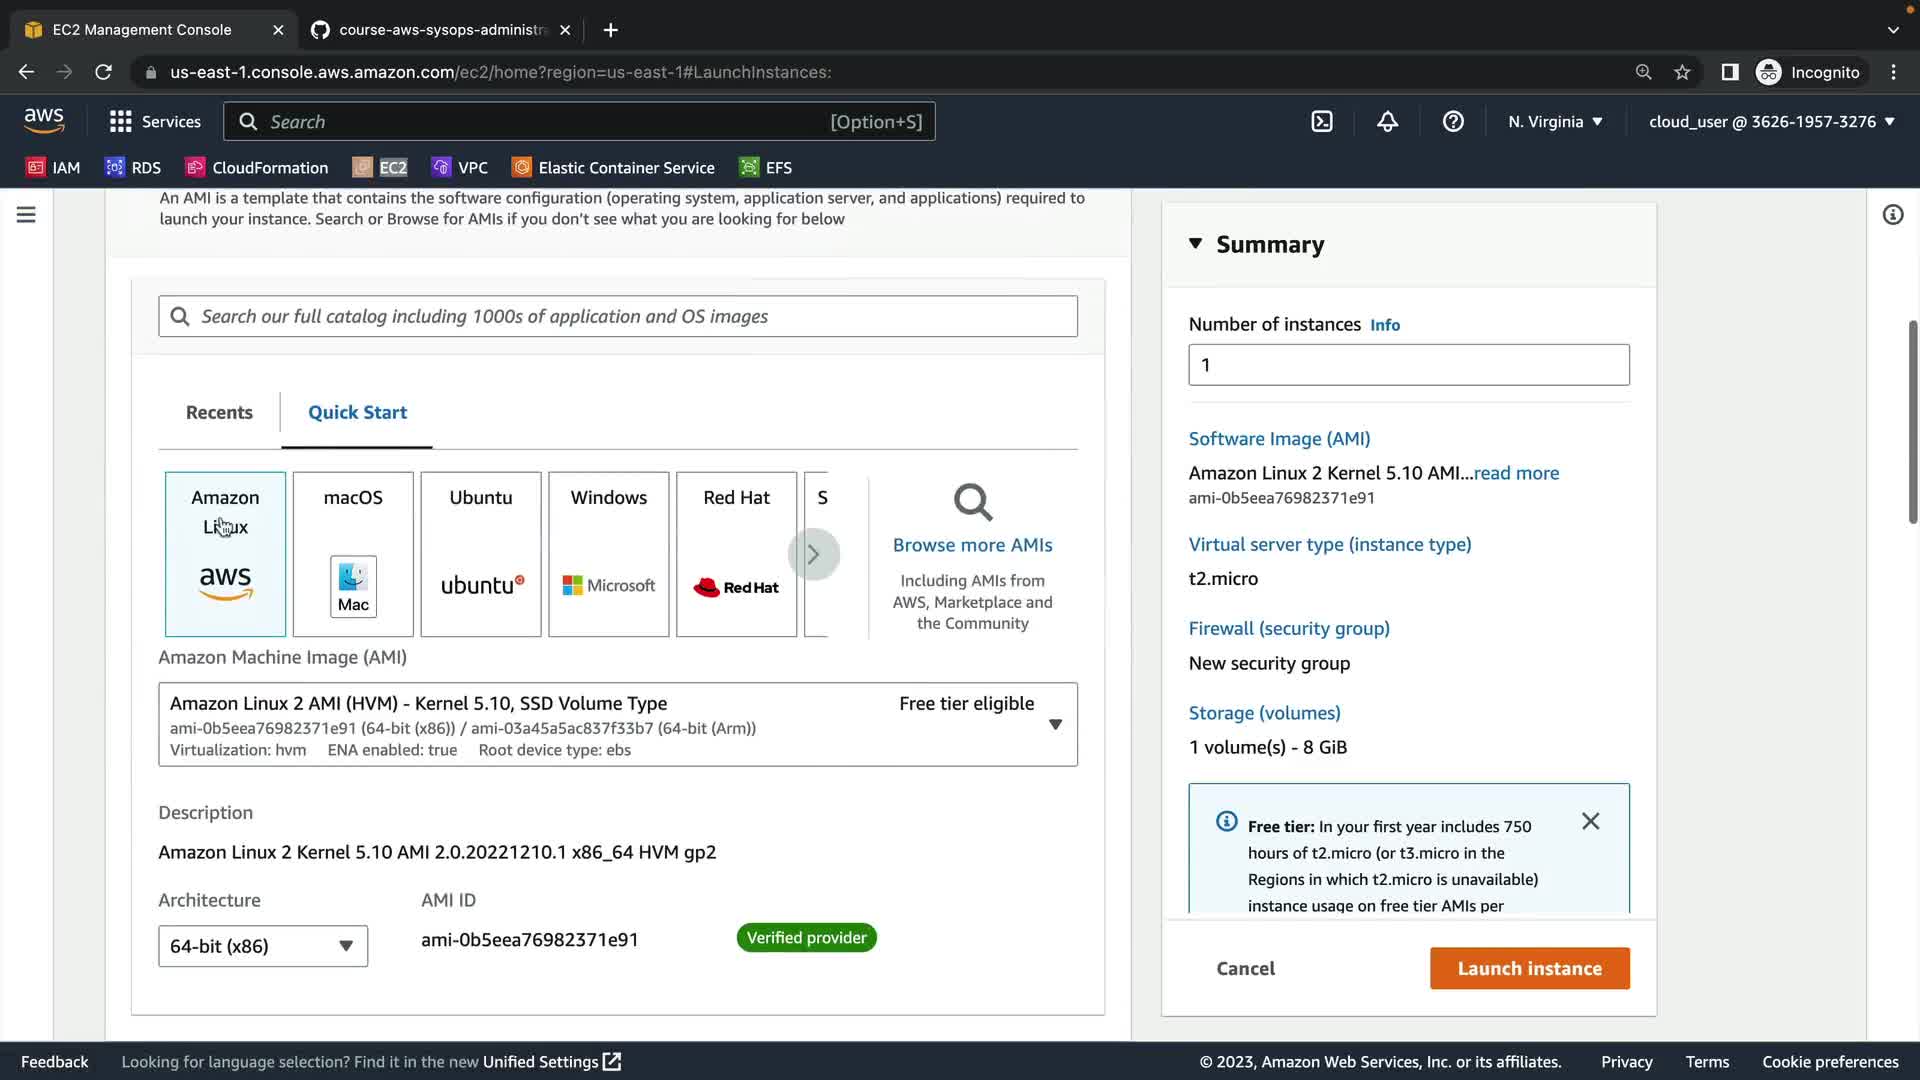 EC2 Management Console
course-aws-sysops-administr
us-east-1.console.aws.amazon.com/ec2/home?region=us-east-1#LaunchInstances:
Incognito
aws
Services
Search
[Option+S]
N. Virginia
cloud_user @ 3626-1957-3276
IAM
RDS
CloudFormation
EC2
VPC
Elastic Container Service
EFS
An AMI is a template that contains the software configuration (operating system, application server, and applications) required to
launch your instance. Search or Browse for AMIs if you don't see what you are looking for below
Search our full catalog including 1000s of application and OS images
Recents
Quick Start
Amazon
Linux
aws
macOS
Mac
Ubuntu
ubuntu
Windows
Microsoft
Red Hat
Red Hat
S
Browse more AMIs
Including AMIs from
AWS, Marketplace and
the Community
Amazon Machine Image (AMI)
Amazon Linux 2 AMI (HVM) - Kernel 5.10, SSD Volume Type
Free tier eligible
ami-0b5eea76982371e91 (64-bit (x86)) / ami-03a45a5ac837f33b7 (64-bit (Arm))
Virtualization: hvm ENA enabled: true Root device type: ebs
Description
Amazon Linux 2 Kernel 5.10 AMI 2.0.20221210.1 x86_64 HVM gp2
Architecture
AMI ID
64-bit (x86)
ami-0b5eea76982371e91
Verified provider
Summary
Number of instances Info
1
Software Image (AMI)
Amazon Linux 2 Kernel 5.10 AMI...read more
ami-0b5eea76982371e91
Virtual server type (instance type)
t2.micro
Firewall (security group)
New security group
Storage (volumes)
1 volume(s) - 8 GiB
Free tier: In your first year includes 750
hours of t2.micro (or t3.micro in the
Regions in which t2.micro is unavailable)
instance usage on free tier AMIs per
Cancel
Launch instance
Feedback
Looking for language selection? Find it in the new Unified Settings
© 2023, Amazon Web Services, Inc. or its affiliates.
Privacy
Terms
Cookie preferences